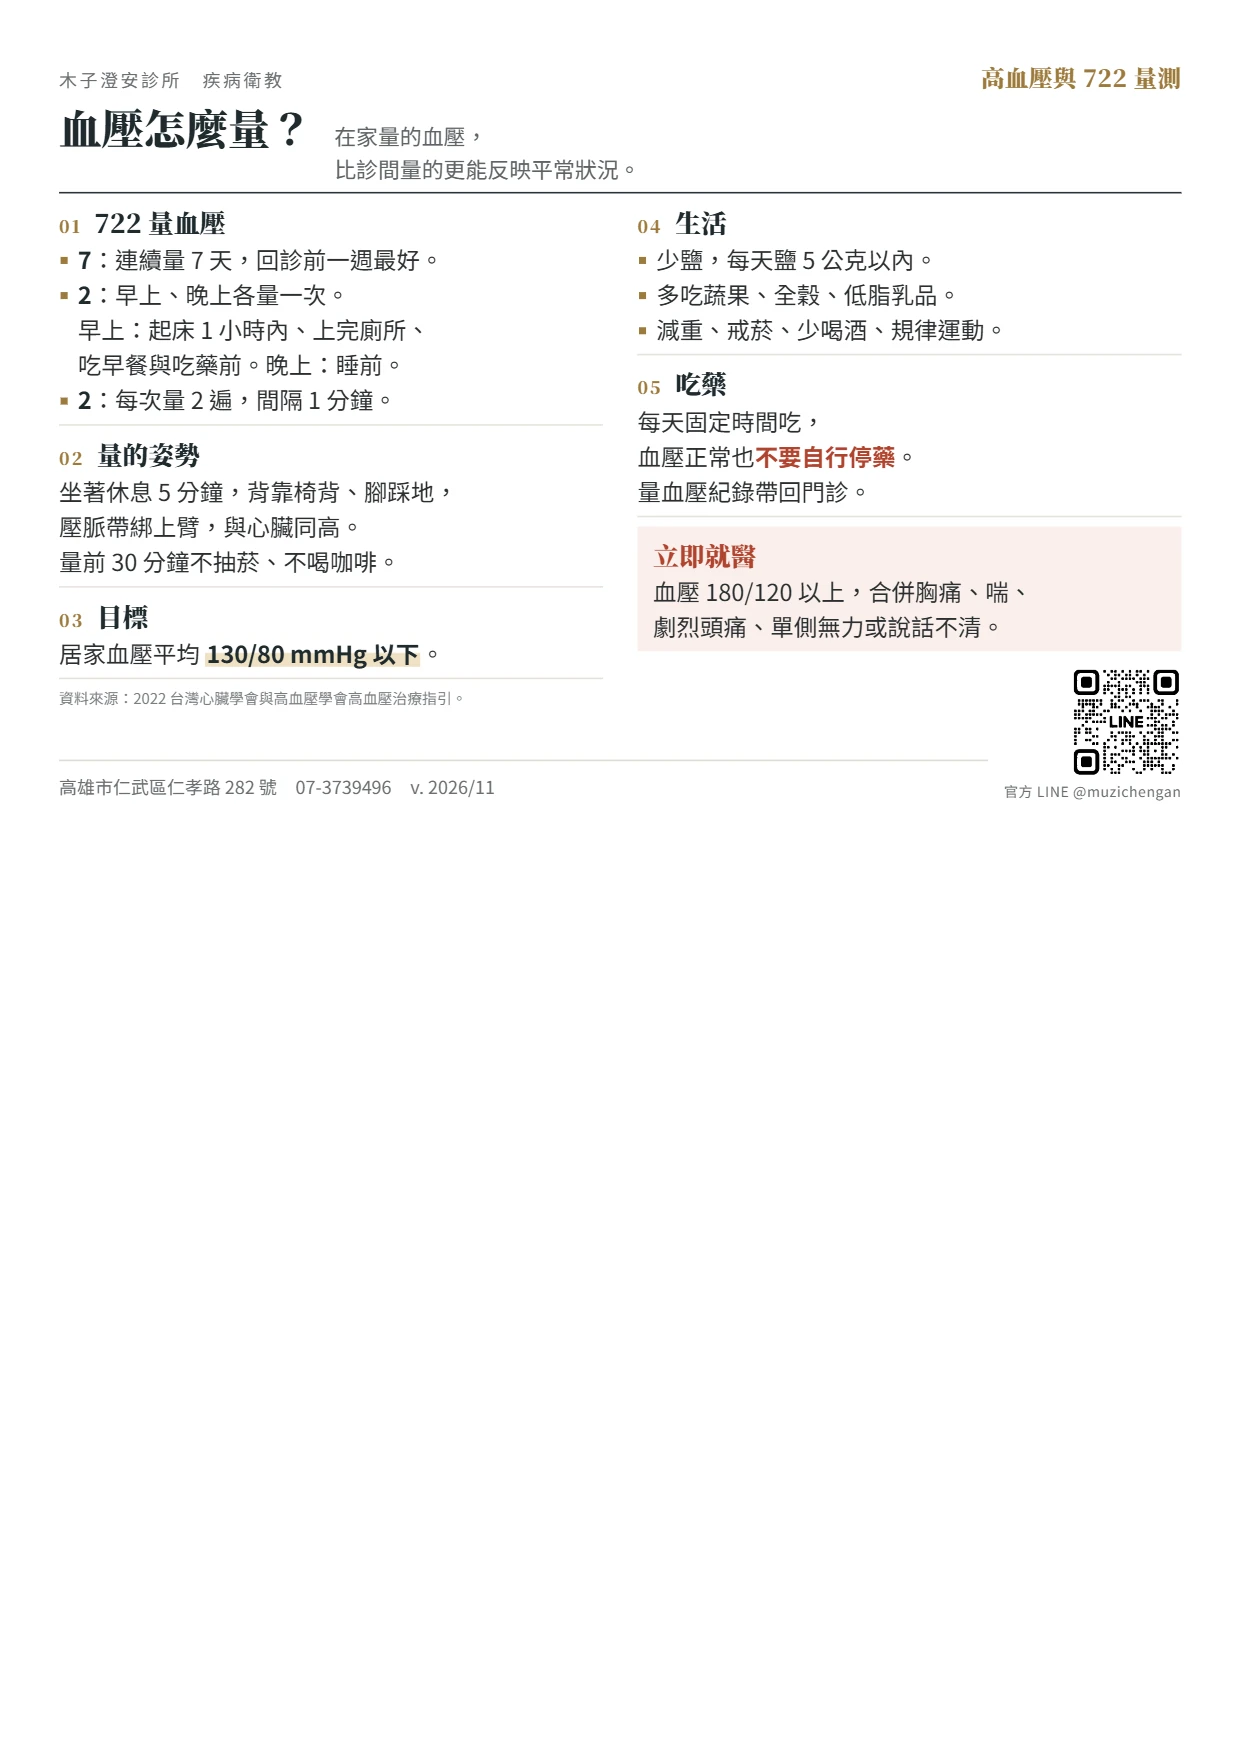 木子澄安診所　疾病衛教
高血壓與 722 量測
血壓怎麼量？
在家量的血壓，
比診間量的更能反映平常狀況。
01 722 量血壓
7：連續量 7 天，回診前一週最好。
2：早上、晚上各量一次。
早上：起床 1 小時內、上完廁所、
吃早餐與吃藥前。晚上：睡前。
2：每次量 2 遍，間隔 1 分鐘。
02 量的姿勢
坐著休息 5 分鐘，背靠椅背、腳踩地，
壓脈帶綁上臂，與心臟同高。
量前 30 分鐘不抽菸、不喝咖啡。
03 目標
居家血壓平均 130/80 mmHg 以下。
資料來源：2022 台灣心臟學會與高血壓學會高血壓治療指引。
04 生活
少鹽，每天鹽 5 公克以內。
多吃蔬果、全穀、低脂乳品。
減重、戒菸、少喝酒、規律運動。
05 吃藥
每天固定時間吃，
血壓正常也不要自行停藥。
量血壓紀錄帶回門診。
立即就醫
血壓 180/120 以上，合併胸痛、喘、
劇烈頭痛、單側無力或說話不清。
LINE
高雄市仁武區仁孝路 282 號　07-3739496　v. 2026/11
官方 LINE @muzichengan